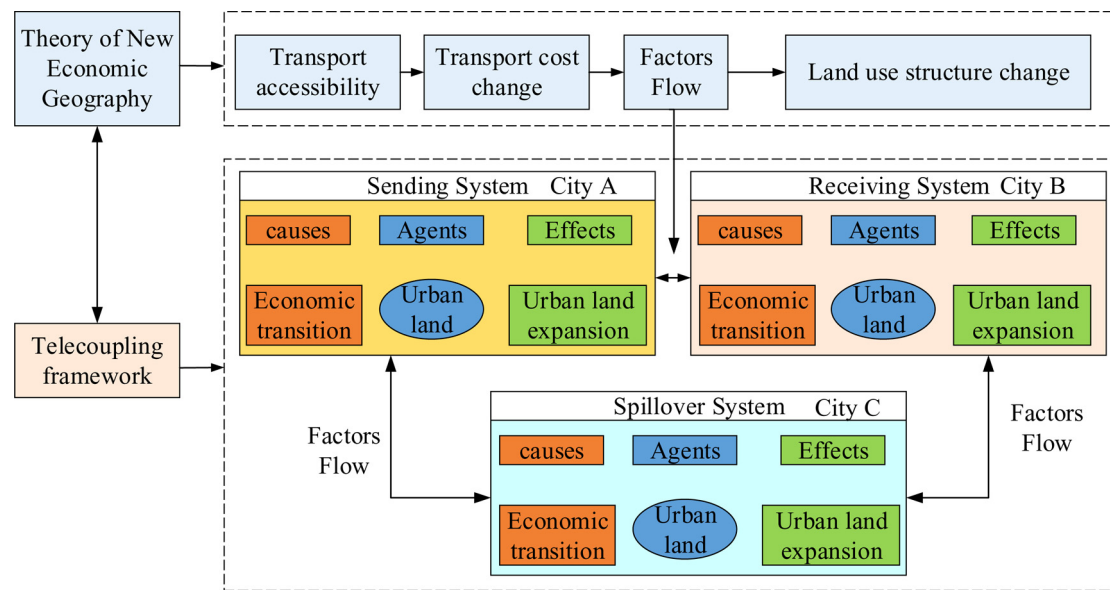 Theory of New
Economic
Geography
Transport
accessibility
Transport cost
change
Factors
Flow
Land use structure change
Telecoupling
framework
Sending System City A
causes
Agents
Effects
Economic
transition
Urban
land
Urban land
expansion
Receiving System City B
causes
Agents
Effects
Economic
transition
Urban
land
Urban land
expansion
Factors
Flow
Spillover System City C
causes
Agents
Effects
Economic
transition
Urban
land
Urban land
expansion
Factors
Flow